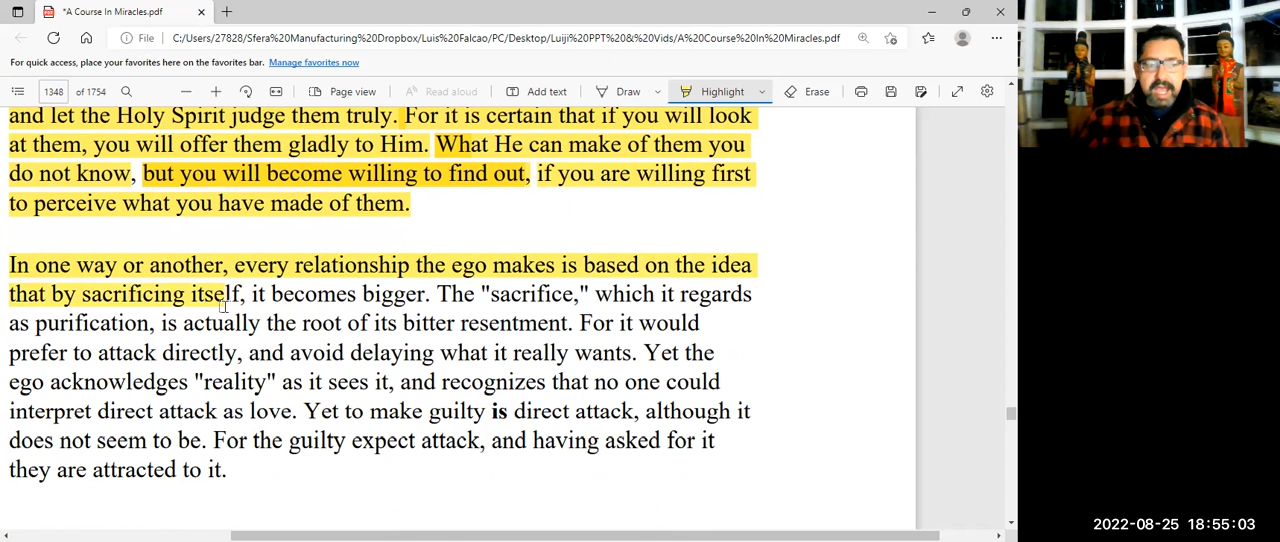 *A Course In Miracles.pdf
File C:/Users/27828/Sfera%20Manufacturing%20Dropbox/Luis%20Falcao/PC/Desktop/Luiji%20PPT%20&%20Vids/A%20Course%20In%20Miracles.pdf
For quick access, place your favorites here on the favorites bar. Manage favorites now
1348 of 1754 Page view Read aloud Add text Draw Highlight Erase
and let the Holy Spirit judge them truly. For it is certain that if you will look
at them, you will offer them gladly to Him. What He can make of them you
do not know, but you will become willing to find out, if you are willing first
to perceive what you have made of them.
In one way or another, every relationship the ego makes is based on the idea
that by sacrificing itself, it becomes bigger. The "sacrifice," which it regards
as purification, is actually the root of its bitter resentment. For it would
prefer to attack directly, and avoid delaying what it really wants. Yet the
ego acknowledges "reality" as it sees it, and recognizes that no one could
interpret direct attack as love. Yet to make guilty is direct attack, although it
does not seem to be. For the guilty expect attack, and having asked for it
they are attracted to it.
2022-08-25 18:55:03